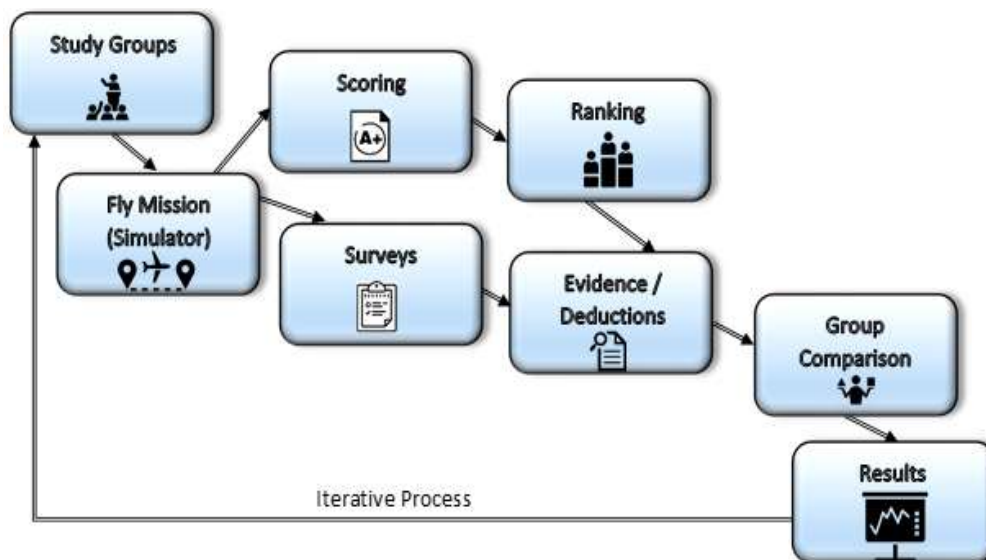 Study Groups
Scoring
A+
Ranking
Fly Mission
(Simulator)
Surveys
Evidence /
Deductions
Group
Comparison
Results
Iterative Process